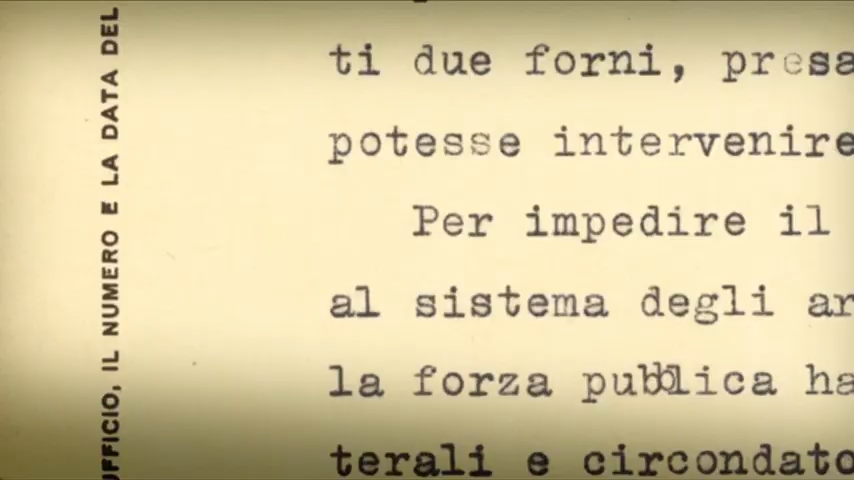 UFFICIO, IL NUMERO E LA DATA DEL
ti due forni, presa
potesse intervenire
Per impedire il
al sistema degli ar
la forza pubblica ha
terali e circondato